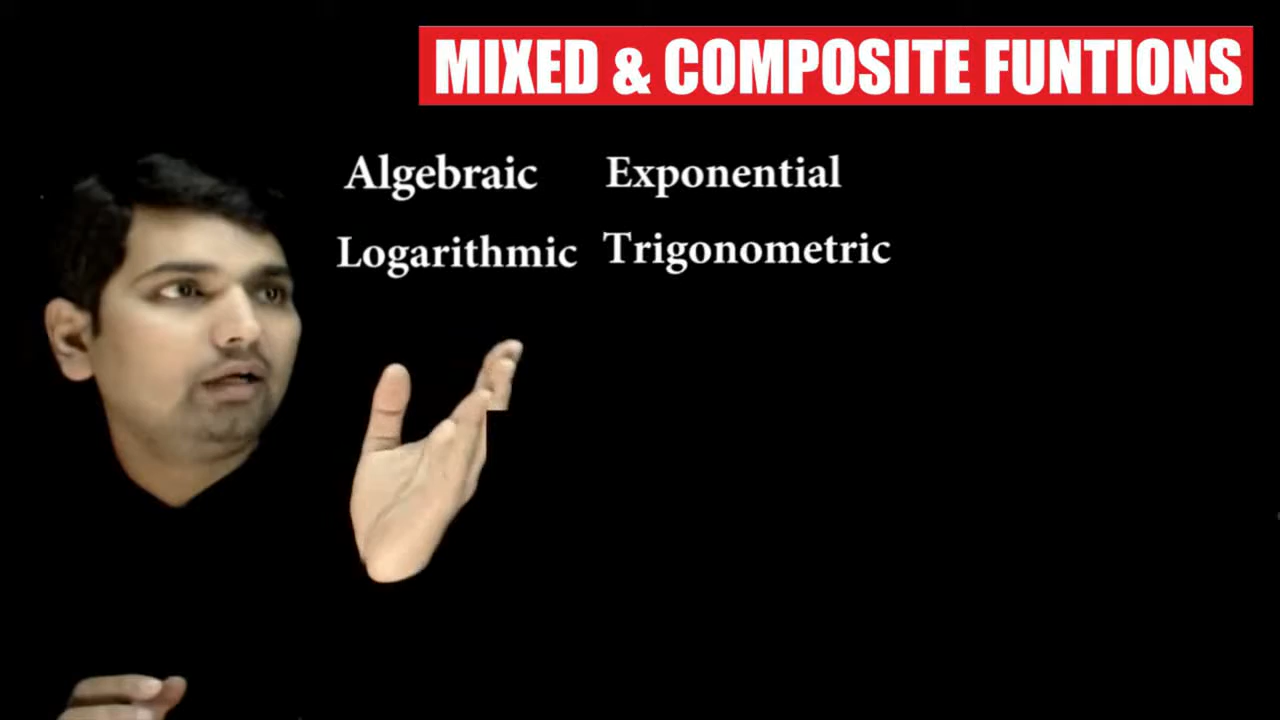 MIXED & COMPOSITE FUNTIONS
Algebraic Exponential
Logarithmic Trigonometric